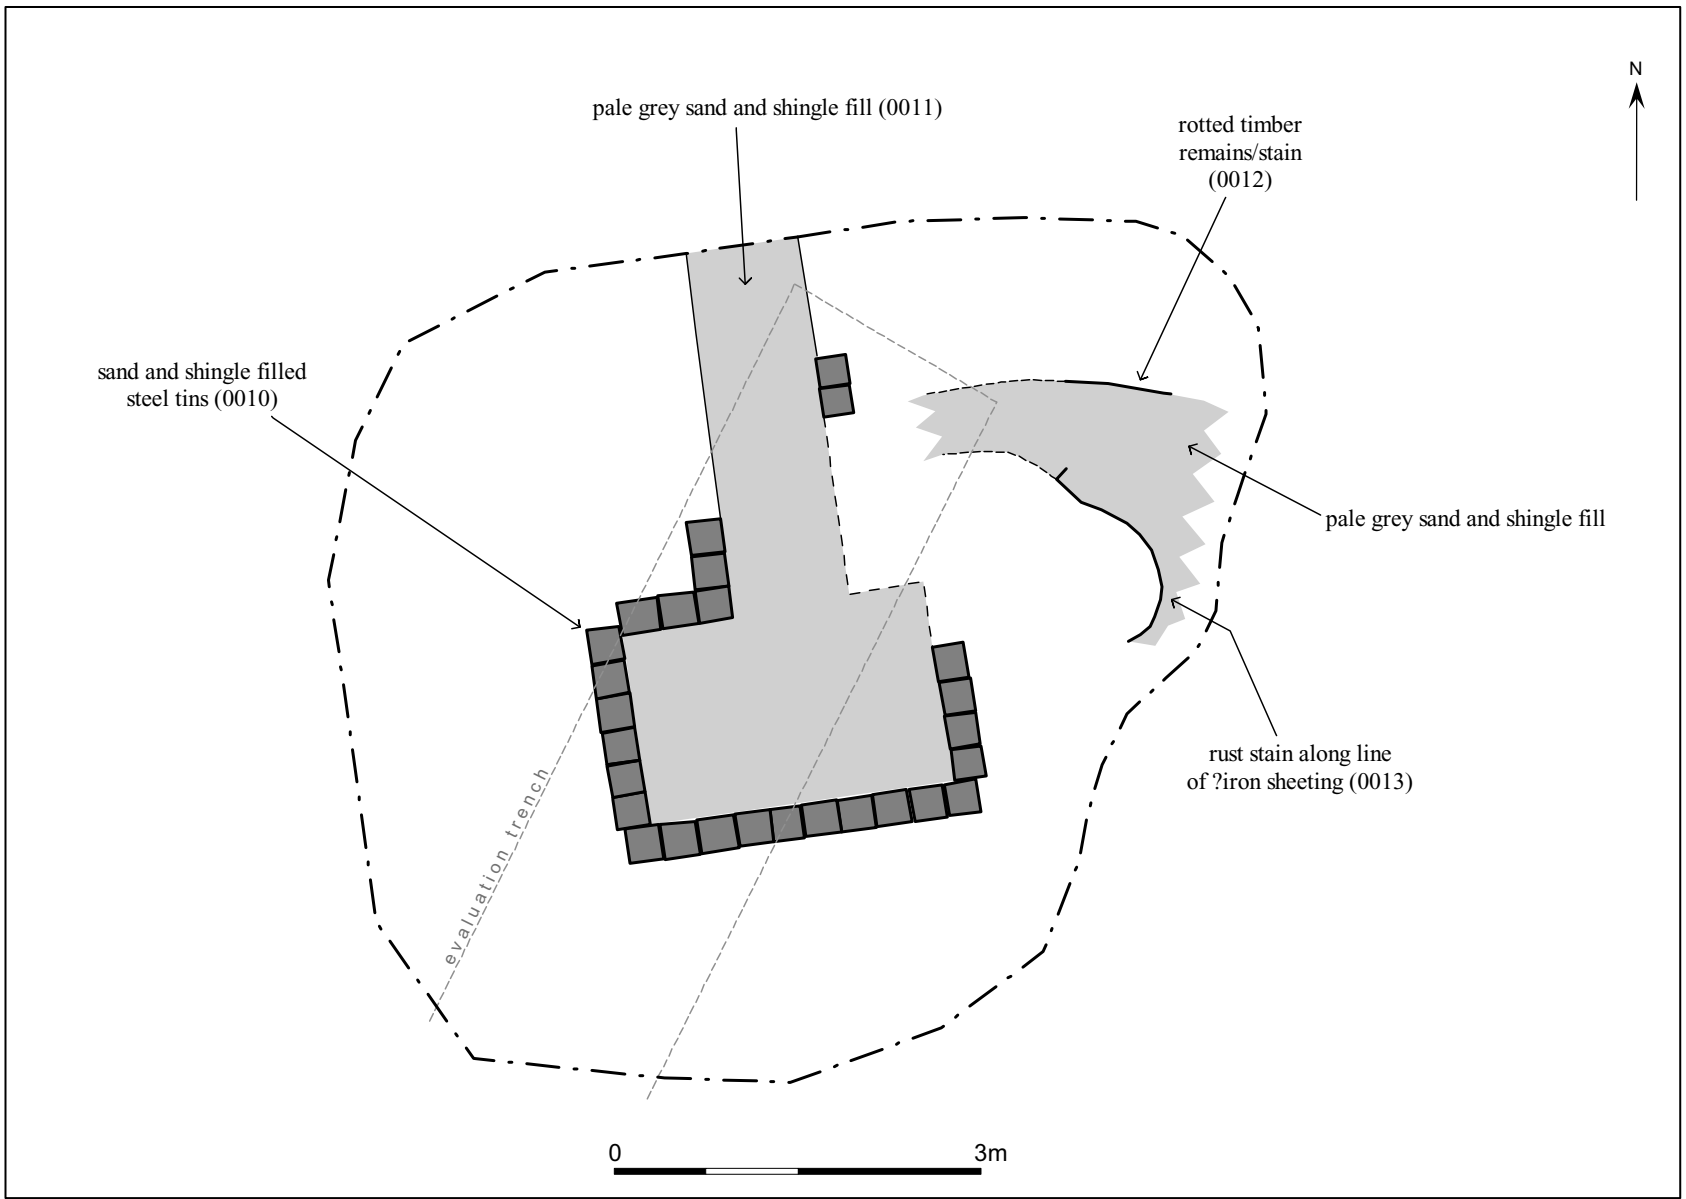 N
pale grey sand and shingle fill (0011)
rotted timber
remains/stain
(0012)
sand and shingle filled
steel tins (0010)
pale grey sand and shingle fill
rust stain along line
of ?iron sheeting (0013)
evaluation trench
0 3m